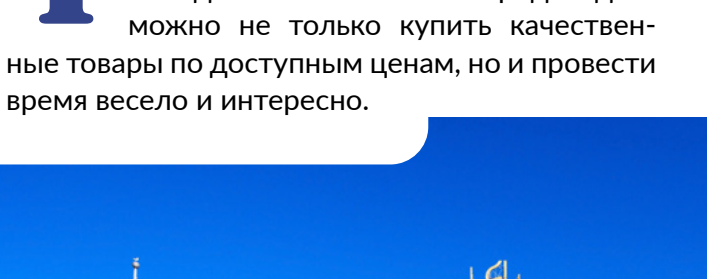 можно не только купить качествен-
ные товары по доступным ценам, но и провести
время весело и интересно.